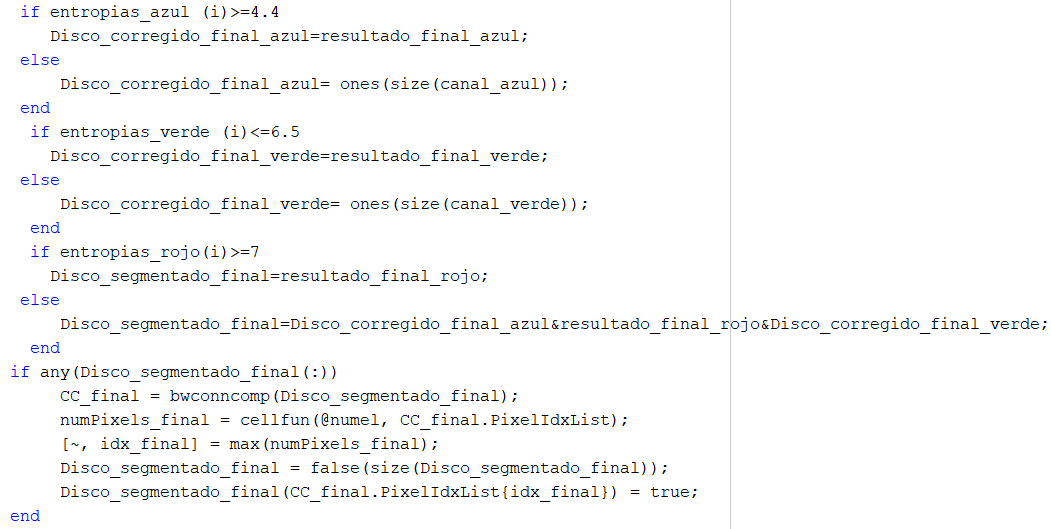 if entropias_azul (i)>=4.4
Disco_corregido_final_azul=resultado_final_azul;
else
Disco_corregido_final_azul= ones(size(canal_azul));
end
if entropias_verde (i)<=6.5
Disco_corregido_final_verde=resultado_final_verde;
else
Disco_corregido_final_verde= ones(size(canal_verde));
end
if entropias_rojo(i)>=7
Disco_segmentado_final=resultado_final_rojo;
else
Disco_segmentado_final=Disco_corregido_final_azul&resultado_final_rojo&Disco_corregido_final_verde;
end
if any(Disco_segmentado_final(:))
CC_final = bwconncomp(Disco_segmentado_final);
numPixels_final = cellfun(@numel, CC_final.PixelIdxList);
[~, idx_final] = max(numPixels_final);
Disco_segmentado_final = false(size(Disco_segmentado_final));
Disco_segmentado_final(CC_final.PixelIdxList{idx_final}) = true;
end